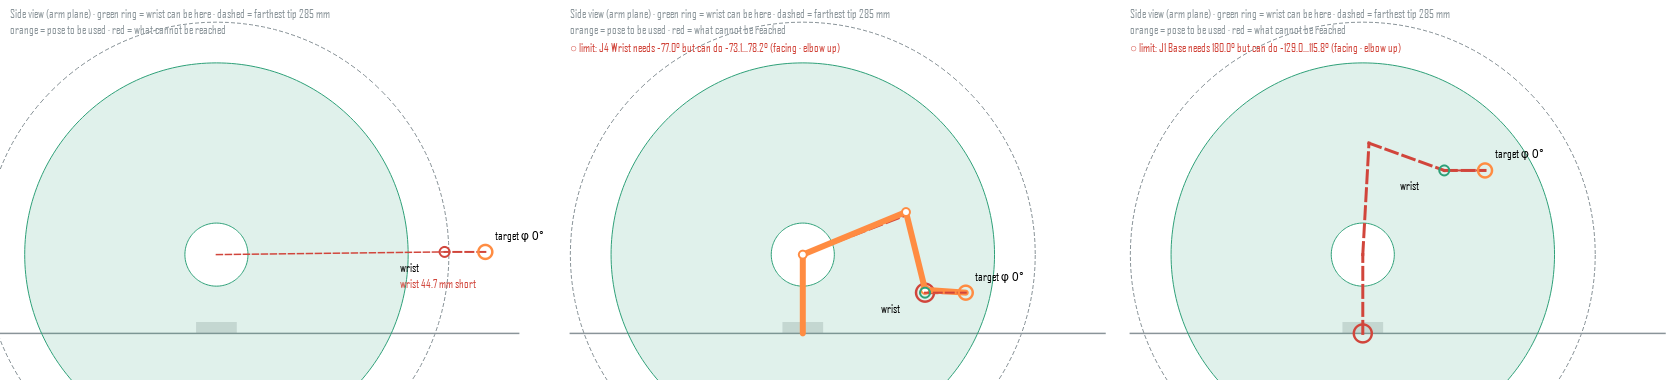 Side view (arm plane) · green ring = wrist can be here · dashed = farthest tip 285 mm
orange = pose to be used · red = what cannot be reached
target φ 0°
wrist
wrist 44.7 mm short
Side view (arm plane) · green ring = wrist can be here · dashed = farthest tip 285 mm
orange = pose to be used · red = what cannot be reached
○ limit: J4 Wrist needs -77.0° but can do -73.1...78.2° (facing · elbow up)
target φ 0°
wrist
Side view (arm plane) · green ring = wrist can be here · dashed = farthest tip 285 mm
orange = pose to be used · red = what cannot be reached
○ limit: J1 Base needs 180.0° but can do -129.0...115.8° (facing · elbow up)
target φ 0°
wrist